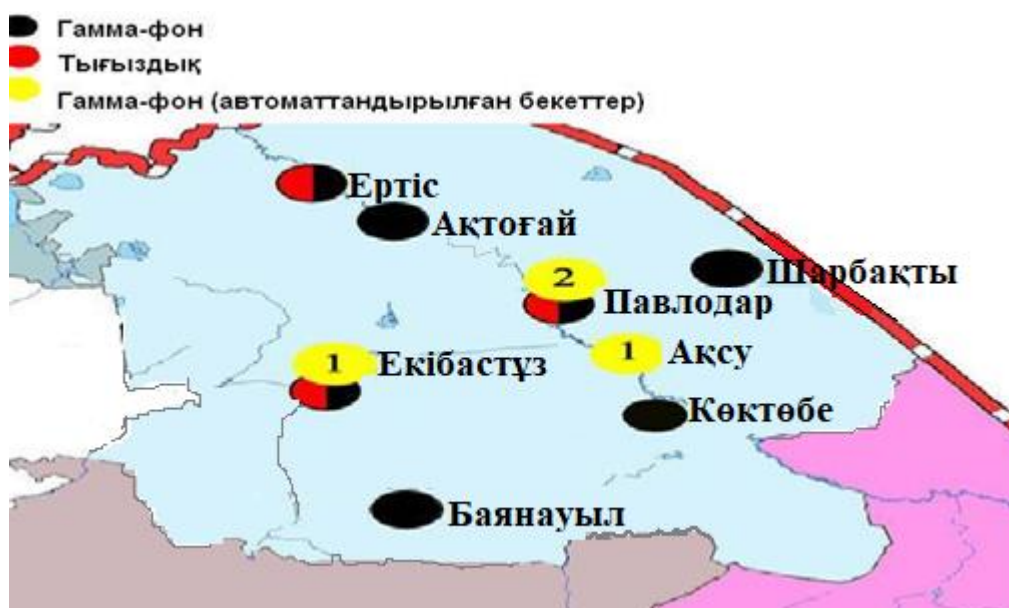 Гамма-фон
Тығыздық
Гамма-фон (автоматтандырылған бекеттер)
Ертіс
Ақтоғай
Шарбақты
2
Павлодар
1
Ақсу
1
Екібастұз
Көктөбе
Баянауыл